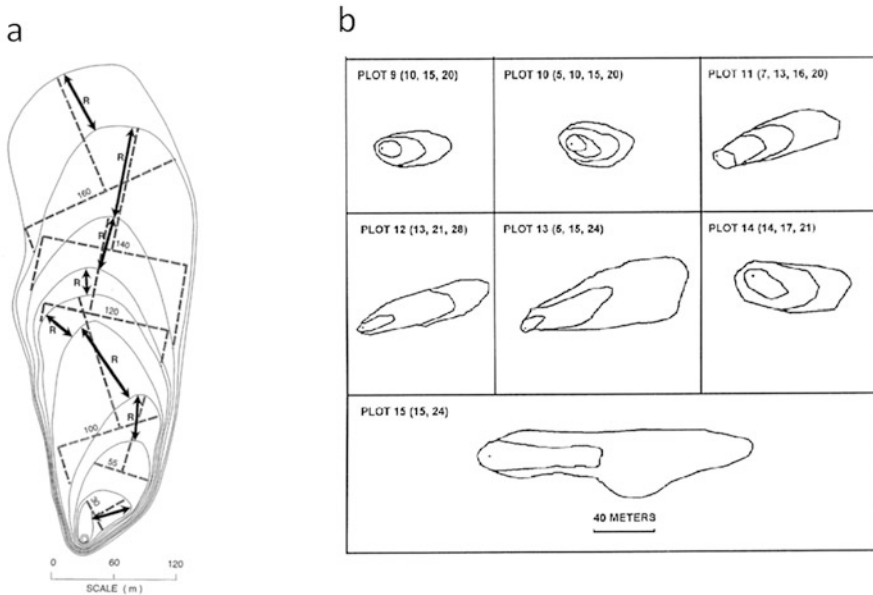 a
R
R
160
R
140
R
120
R
R
R
100
55
30
0 60 120
SCALE (m)
b
PLOT 9 (10, 15, 20)
PLOT 10 (5, 10, 15, 20)
PLOT 11 (7, 13, 16, 20)
PLOT 12 (13, 21, 28)
PLOT 13 (5, 15, 24)
PLOT 14 (14, 17, 21)
PLOT 15 (15, 24)
40 METERS